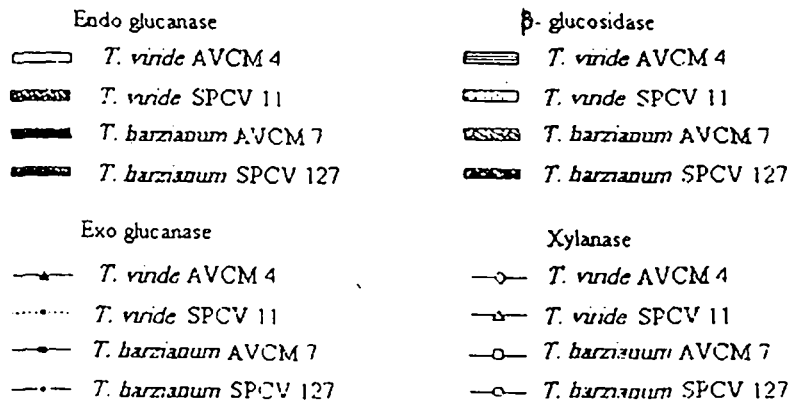 Endo glucanase
T. viride AVCM 4
T. viride SPCV 11
T. harzianum AVCM 7
T. harzianum SPCV 127
β- glucosidase
T. viride AVCM 4
T. viride SPCV 11
T. harzianum AVCM 7
T. harzianum SPCV 127
Exo glucanase
T. viride AVCM 4
T. viride SPCV 11
T. harzianum AVCM 7
T. harzianum SPCV 127
Xylanase
T. viride AVCM 4
T. viride SPCV 11
T. harzianum AVCM 7
T. harzianum SPCV 127